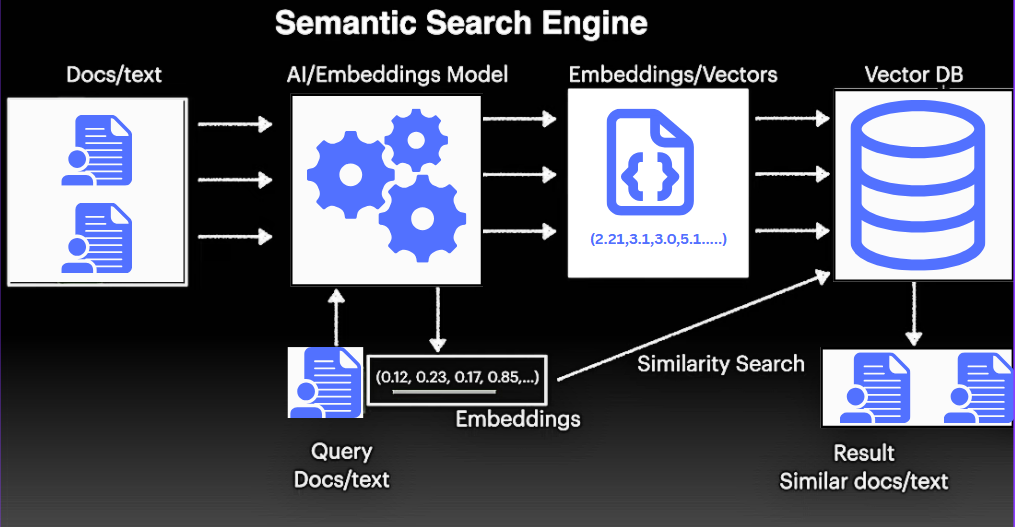 Semantic Search Engine
Docs/text
AI/Embeddings Model
Embeddings/Vectors
Vector DB
{}
(2.21,3.1,3.0,5.1.....)
(0.12, 0.23, 0.17, 0.85,...)
Similarity Search
Embeddings
Query
Docs/text
Result
Similar docs/text